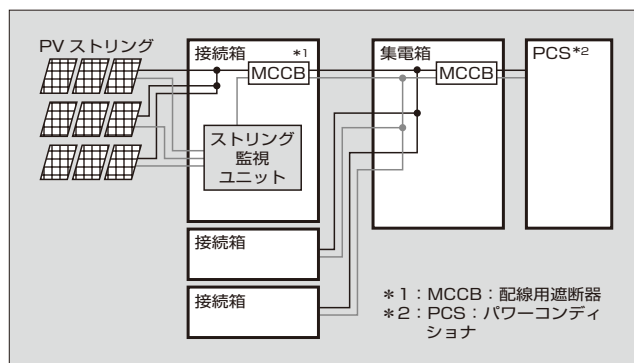 PV ストリング
接続箱
*1
MCCB
ストリング
監視
ユニット
集電箱
MCCB
PCS*2
接続箱
接続箱
*1：MCCB：配線用遮断器
*2：PCS：パワーコンディ
ショナ